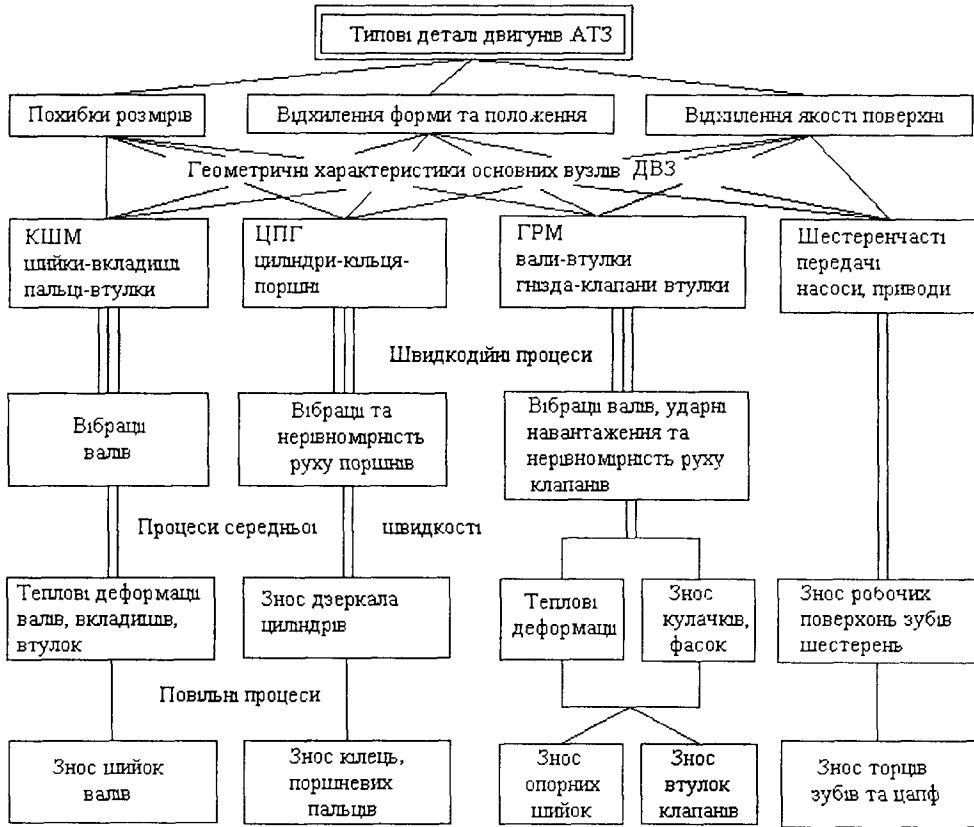 Типові деталі двигунів АТЗ
Похибки розмірів
Відхилення форми та положення
Відхилення якості поверхні
Геометричні характеристики основних вузлів ДВЗ
КШМ
шийки-вкладиші
пальці-втулки
ЦПГ
циліндри-кільця-
поршні
ГРМ
вали-втулки
гнізда-клапани втулки
Шестеренчасті
передачі
насоси, приводи
Швидкодійні процеси
Вібрації
валів
Вібрації та
нерівномірність
руху поршнів
Вібрації валів, ударні
навантаження та
нерівномірність руху
клапанів
Процеси середньої швидкості
Теплові деформації
валів, вкладишів,
втулок
Знос дзеркала
циліндрів
Теплові
деформації
Знос
кулачків,
фасок
Знос робочих
поверхонь зубів
шестерень
Повільні процеси
Знос шийок
валів
Знос кілець,
поршневих
пальців
Знос
опорних
шийок
Знос
втулок
клапанів
Знос торців
зубів та цапф